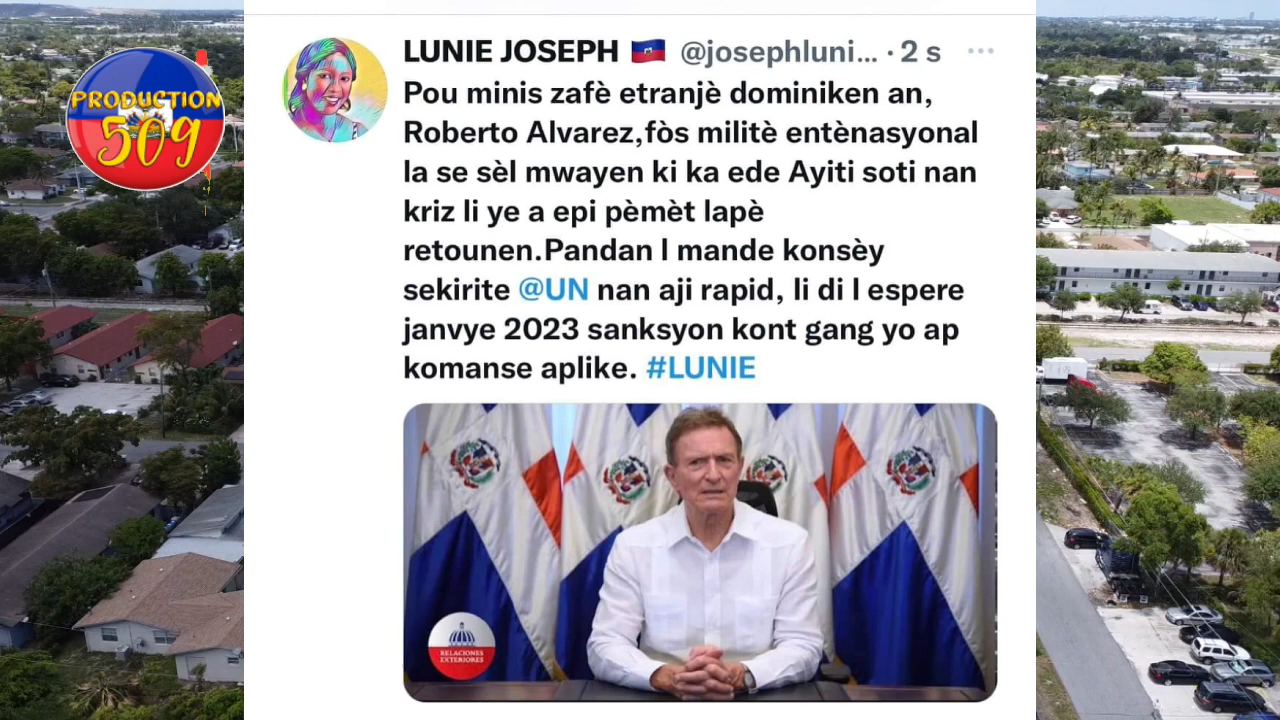 PRODUCTION
509
LUNIE JOSEPH 🇭🇹 @josephluni... · 2 s
Pou minis zafè etranjè dominiken an,
Roberto Alvarez,fòs militè entènasyonal
la se sèl mwayen ki ka ede Ayiti soti nan
kriz li ye a epi pèmèt lapè
retounen.Pandan l mande konsèy
sekirite @UN nan aji rapid, li di l espere
janvye 2023 sanksyon kont gang yo ap
komanse aplike. #LUNIE
RELACIONES
EXTERIORES